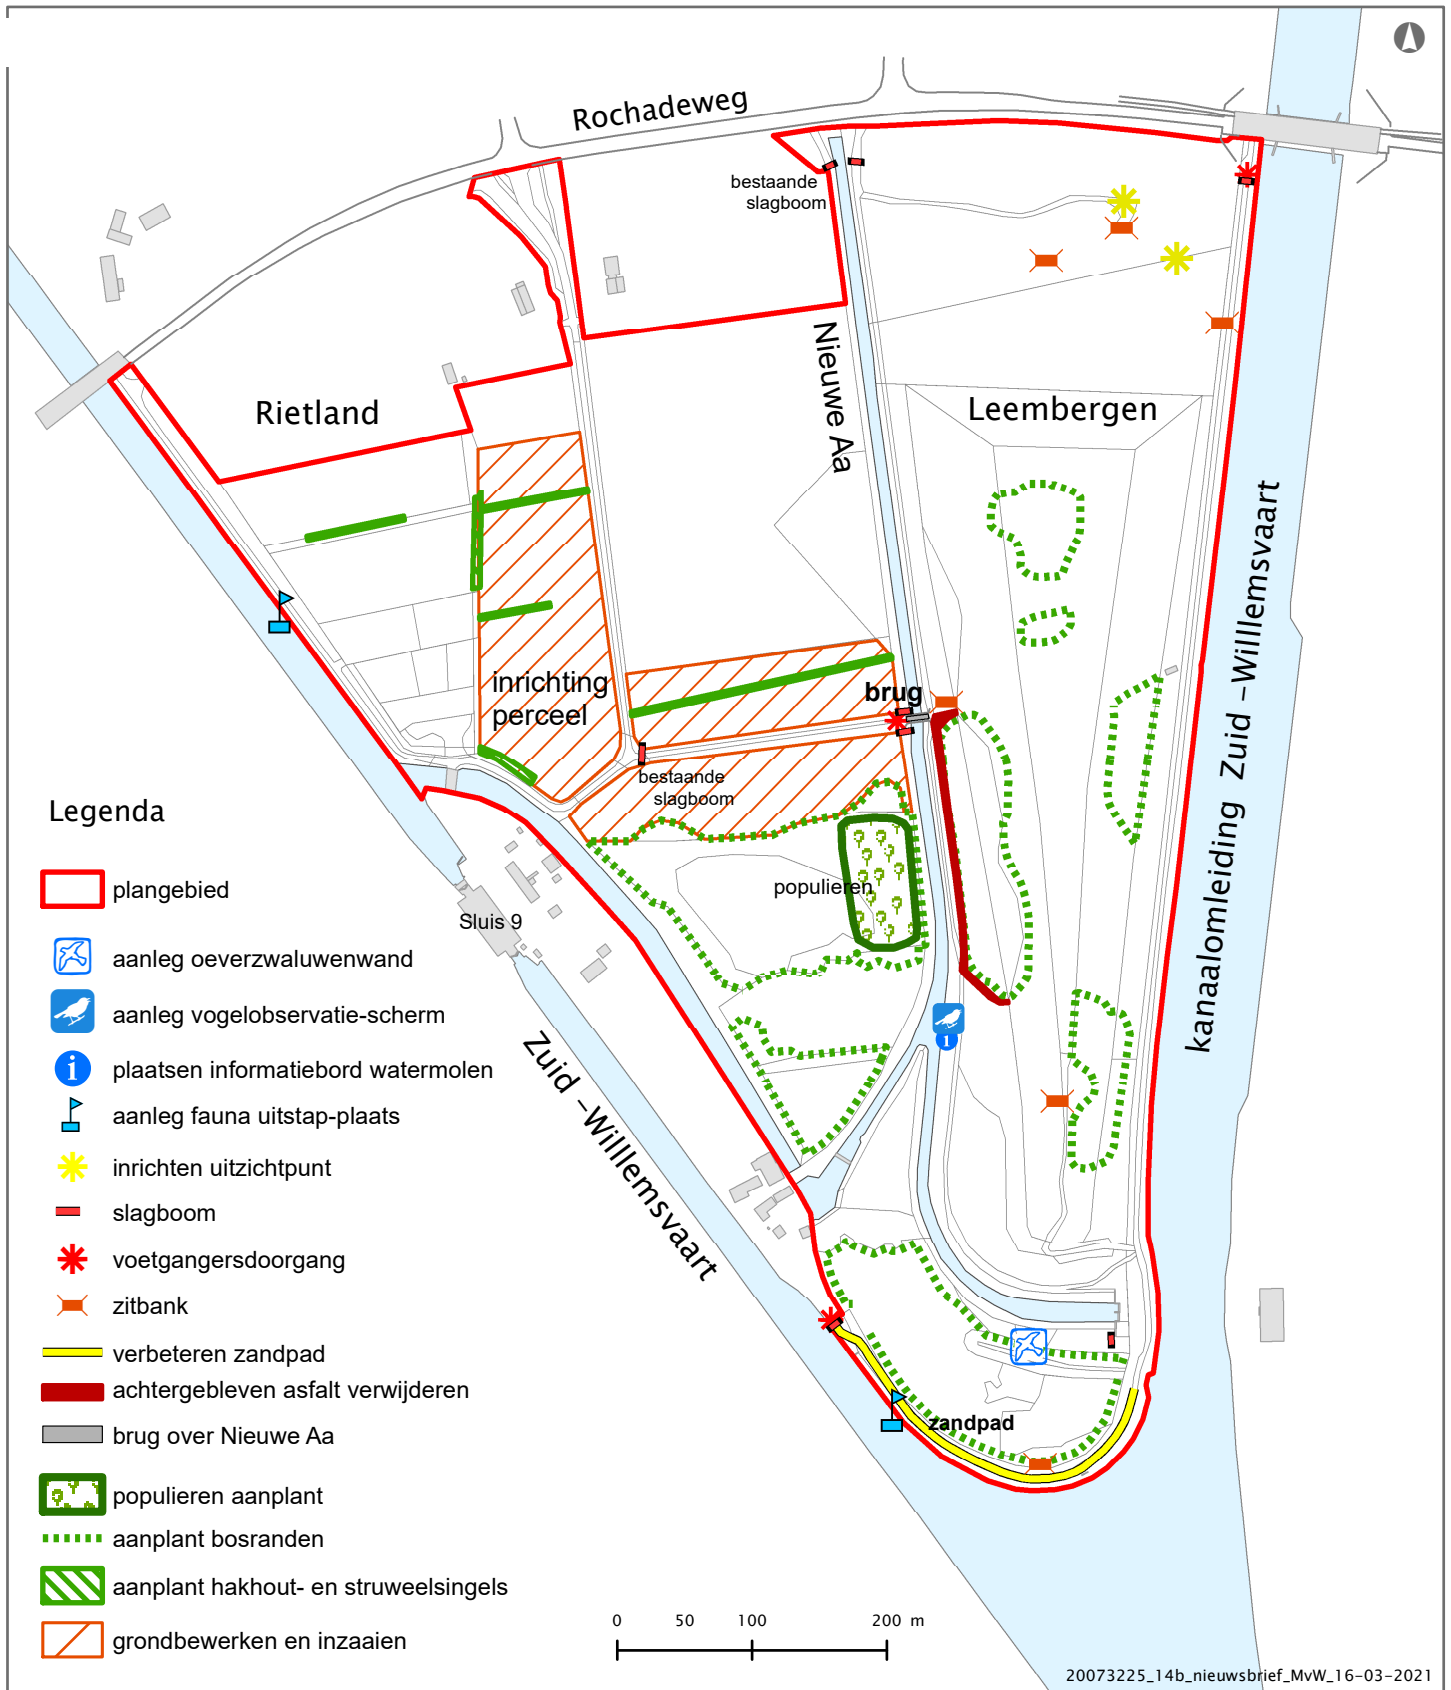 Rochadeweg
bestaande
slagboom
Nieuwe Aa
Rietland
Leembergen
kanaalomleiding Zuid –Willlemsvaart
inrichting
perceel
brug
bestaande
slagboom
populieren
Sluis 9
Zuid –Willlemsvaart
zandpad
Legenda
plangebied
aanleg oeverzwaluwenwand
aanleg vogelobservatie-scherm
i
plaatsen informatiebord watermolen
aanleg fauna uitstap-plaats
inrichten uitzichtpunt
slagboom
voetgangersdoorgang
zitbank
verbeteren zandpad
achtergebleven asfalt verwijderen
brug over Nieuwe Aa
populieren aanplant
aanplant bosranden
aanplant hakhout- en struweelsingels
grondbewerken en inzaaien
i
0 50 100 200 m
20073225_14b_nieuwsbrief_MvW_16-03-2021